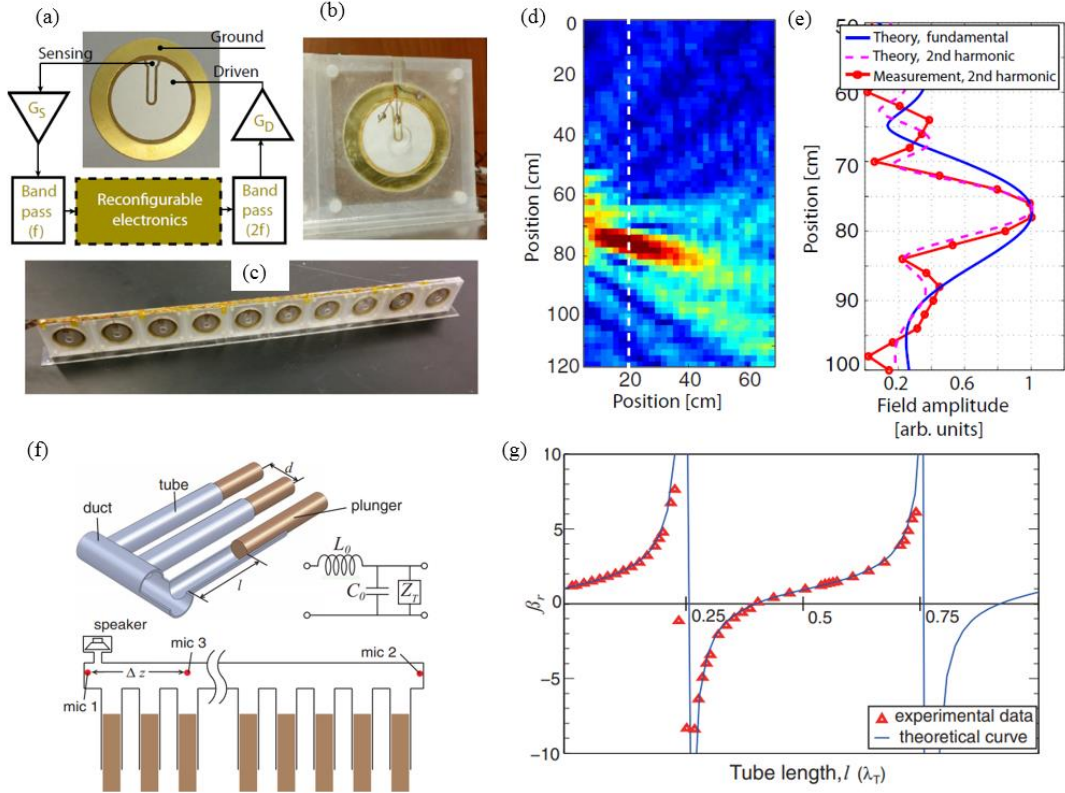 (a)
Ground
Sensing
Driven
G_S
G_D
Band
pass
(f)
Reconfigurable
electronics
Band
pass
(2f)
(b)
(c)
(d)
0
20
40
60
80
100
120
Position [cm]
20
40
60
Position [cm]
(e)
50
60
70
80
90
100
Position [cm]
Theory, fundamental
Theory, 2nd harmonic
Measurement, 2nd harmonic
0.2
0.6
1
Field amplitude
[arb. units]
(f)
tube
d
duct
plunger
l
L_0
C_0
Z_T
speaker
mic 3
mic 2
Δ z
mic 1
(g)
10
5
0
-5
-10
β_r
0.25
0.5
0.75
experimental data
theoretical curve
Tube length, l (λ_T)